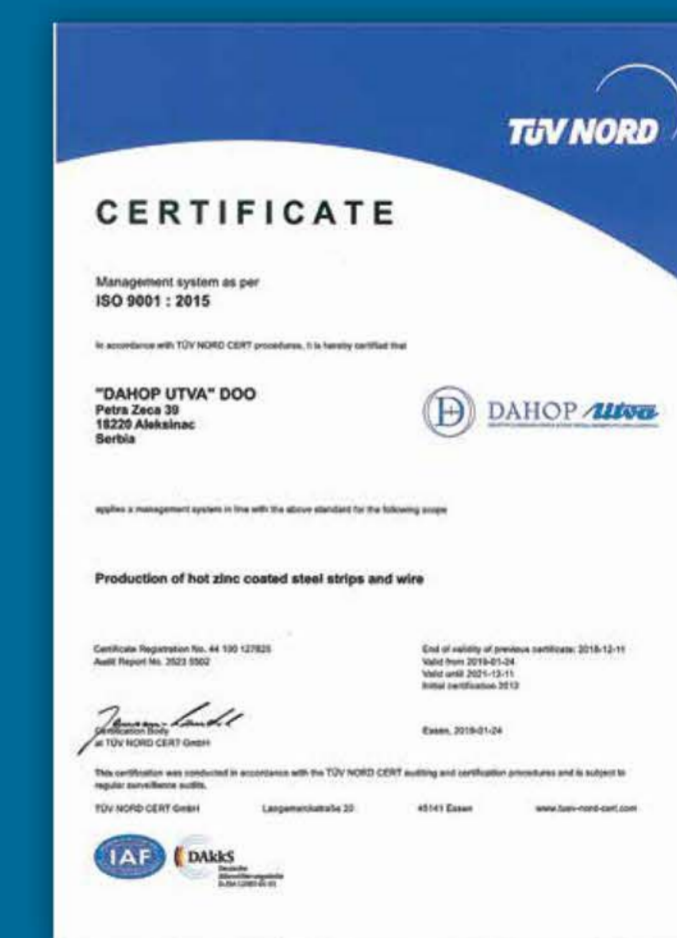 TÜV NORD
CERTIFICATE
Management system as per
ISO 9001 : 2015
In accordance with TÜV NORD CERT procedures, it is hereby certified that
"DAHOP UTVA" DOO
Petra Zeca 39
18220 Aleksinac
Serbia
DAHOP Utva
applies a management system in line with the above standard for the following scope
Production of hot zinc coated steel strips and wire
Certificate Registration No. 44 100 127825
Audit Report No. 3523 5502
End of validity of previous certificate: 2018-12-11
Valid from 2019-01-24
Valid until 2021-12-11
Initial certification 2012
Certification Body
at TÜV NORD CERT GmbH
Essen, 2019-01-24
This certification was conducted in accordance with the TÜV NORD CERT auditing and certification procedures and is subject to
regular surveillance audits.
TÜV NORD CERT GmbH Langemarckstraße 20 45141 Essen www.tuev-nord-cert.com
IAF
DAkkS
Deutsche
Akkreditierungsstelle